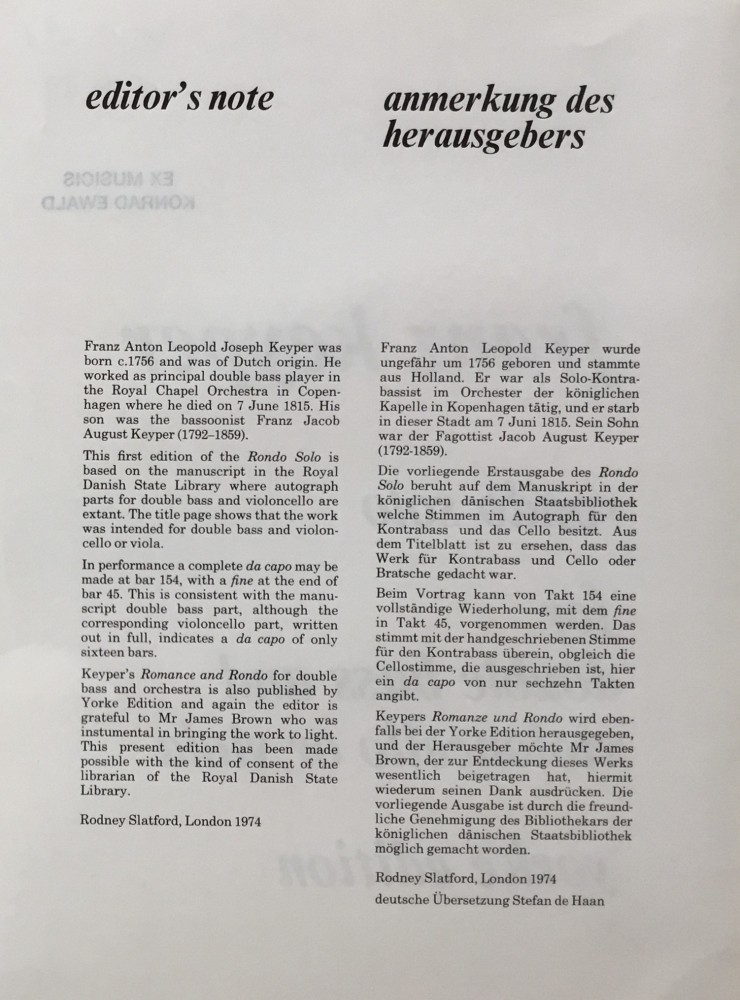 editor's note
EX MUSICIS
KONRAD EWALD
Franz Anton Leopold Joseph Keyper was
born c.1756 and was of Dutch origin. He
worked as principal double bass player in
the Royal Chapel Orchestra in Copen-
hagen where he died on 7 June 1815. His
son was the bassoonist Franz Jacob
August Keyper (1792–1859).
This first edition of the Rondo Solo is
based on the manuscript in the Royal
Danish State Library where autograph
parts for double bass and violoncello are
extant. The title page shows that the work
was intended for double bass and violon-
cello or viola.
In performance a complete da capo may be
made at bar 154, with a fine at the end of
bar 45. This is consistent with the manu-
script double bass part, although the
corresponding violoncello part, written
out in full, indicates a da capo of only
sixteen bars.
Keyper's Romance and Rondo for double
bass and orchestra is also published by
Yorke Edition and again the editor is
grateful to Mr James Brown who was
instumental in bringing the work to light.
This present edition has been made
possible with the kind of consent of the
librarian of the Royal Danish State
Library.
Rodney Slatford, London 1974
anmerkung des
herausgebers
Franz Anton Leopold Keyper wurde
ungefähr um 1756 geboren und stammte
aus Holland. Er war als Solo-Kontra-
bassist im Orchester der königlichen
Kapelle in Kopenhagen tätig, und er starb
in dieser Stadt am 7 Juni 1815. Sein Sohn
war der Fagottist Jacob August Keyper
(1792-1859).
Die vorliegende Erstausgabe des Rondo
Solo beruht auf dem Manuskript in der
königlichen dänischen Staatsbibliothek
welche Stimmen im Autograph für den
Kontrabass und das Cello besitzt. Aus
dem Titelblatt ist zu ersehen, dass das
Werk für Kontrabass und Cello oder
Bratsche gedacht war.
Beim Vortrag kann von Takt 154 eine
vollständige Wiederholung, mit dem fine
in Takt 45, vorgenommen werden. Das
stimmt mit der handgeschriebenen Stimme
für den Kontrabass überein, obgleich die
Cellostimme, die ausgeschrieben ist, hier
ein da capo von nur sechzehn Takten
angibt.
Keypers Romanze und Rondo wird eben-
falls bei der Yorke Edition herausgegeben,
und der Herausgeber möchte Mr James
Brown, der zur Entdeckung dieses Werks
wesentlich beigetragen hat, hiermit
wiederum seinen Dank ausdrücken. Die
vorliegende Ausgabe ist durch die freund-
liche Genehmigung des Bibliothekars der
königlichen dänischen Staatsbibliothek
möglich gemacht worden.
Rodney Slatford, London 1974
deutsche Übersetzung Stefan de Haan